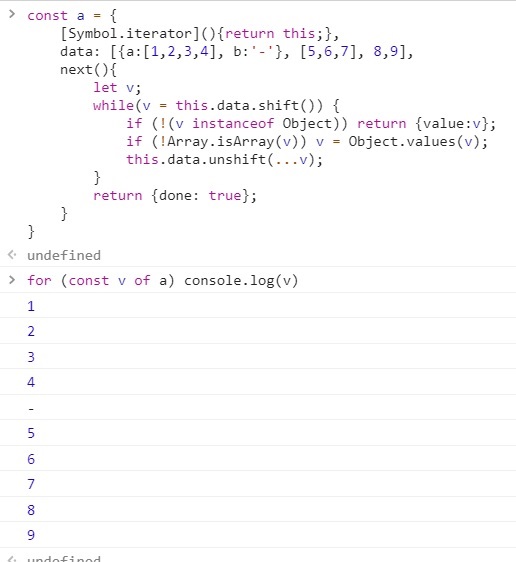 > const a = {
[Symbol.iterator](){return this;},
data: [{a:[1,2,3,4], b:'-'}, [5,6,7], 8,9],
next(){
let v;
while(v = this.data.shift()) {
if (!(v instanceof Object)) return {value:v};
if (!Array.isArray(v)) v = Object.values(v);
this.data.unshift(...v);
}
return {done: true};
}
}
undefined
> for (const v of a) console.log(v)
1
2
3
4
-
5
6
7
8
9
undefined